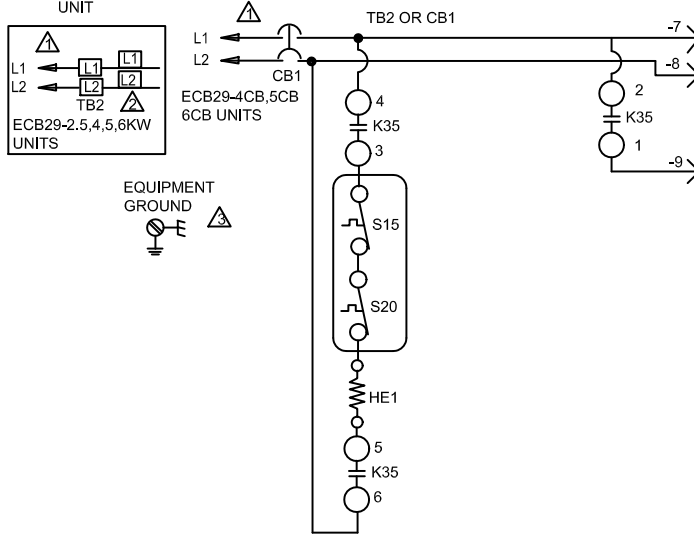 UNIT
1
L1 L1 L1
L2 L2 L2
TB2 2
ECB29-2.5,4,5,6KW
UNITS
1
TB2 OR CB1
L1
L2
CB1
ECB29-4CB,5CB
6CB UNITS
-7
-8
4
K35
3
2
K35
1
-9
EQUIPMENT
GROUND
3
S15
S20
HE1
5
K35
6